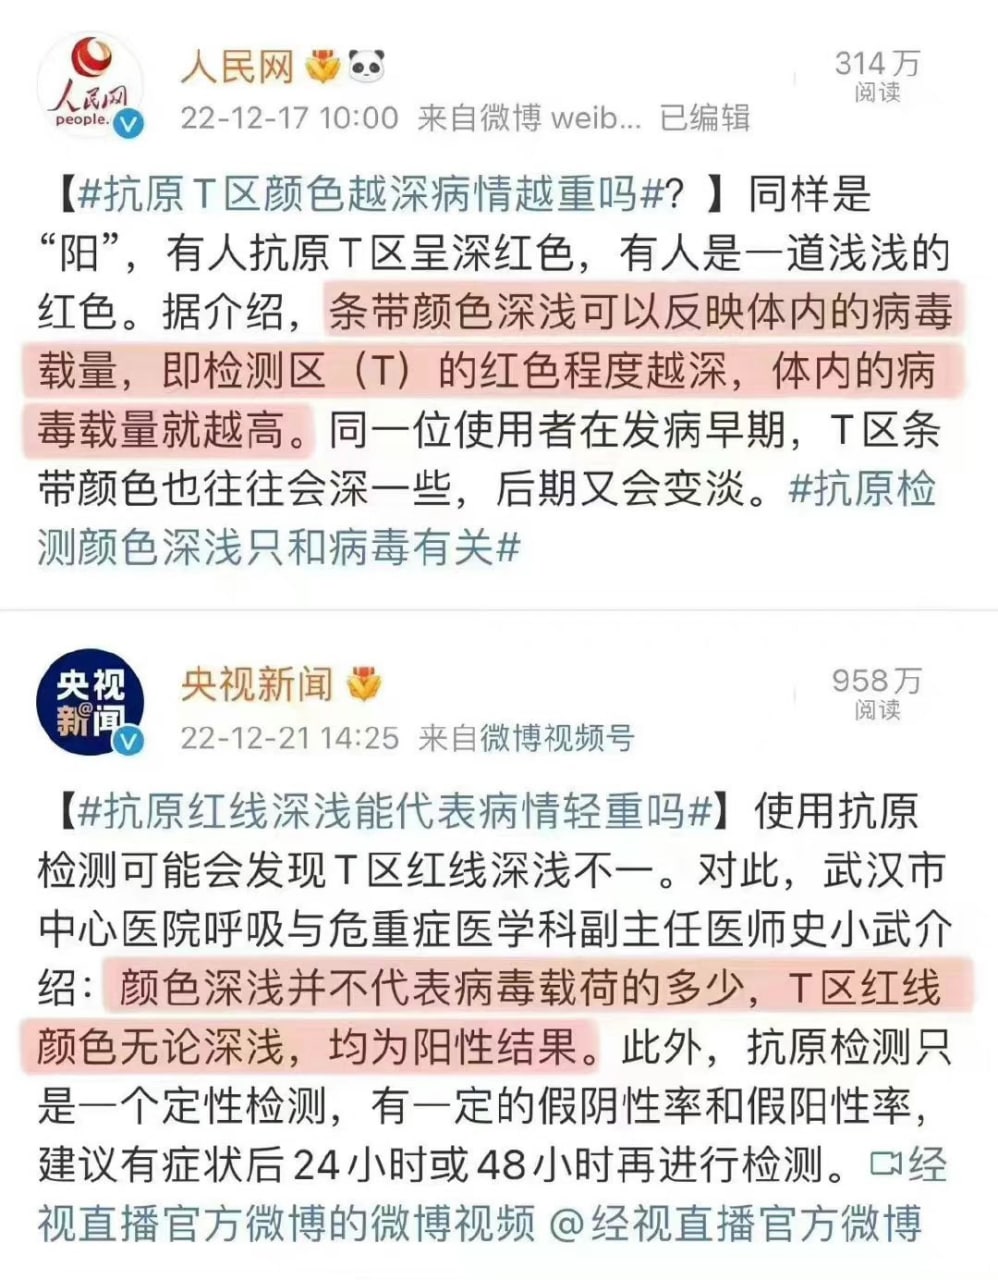 人民网
people.
人民网
314万
阅读
22-12-17 10:00 来自微博 weib... 已编辑
【#抗原T区颜色越深病情越重吗#？】同样是
“阳”，有人抗原T区呈深红色，有人是一道浅浅的
红色。据介绍，条带颜色深浅可以反映体内的病毒
载量，即检测区（T）的红色程度越深，体内的病
毒载量就越高。同一位使用者在发病早期，T区条
带颜色也往往会深一些，后期又会变淡。#抗原检
测颜色深浅只和病毒有关#
央视
新@闻
央视新闻
958万
阅读
22-12-21 14:25 来自微博视频号
【#抗原红线深浅能代表病情轻重吗#】使用抗原
检测可能会发现T区红线深浅不一。对此，武汉市
中心医院呼吸与危重症医学科副主任医师史小武介
绍：颜色深浅并不代表病毒载荷的多少，T区红线
颜色无论深浅，均为阳性结果。此外，抗原检测只
是一个定性检测，有一定的假阴性率和假阳性率，
建议有症状后24小时或48小时再进行检测。经
视直播官方微博的微博视频 @经视直播官方微博